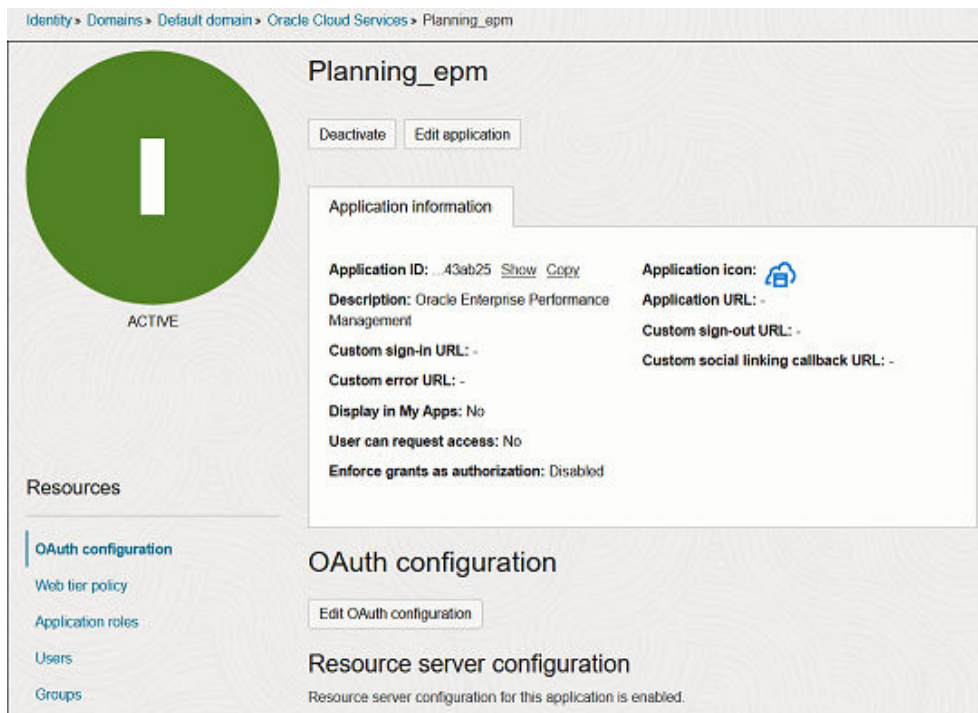 Identity » Domains » Default domain » Oracle Cloud Services » Planning_epm
I
ACTIVE
Planning_epm
Deactivate Edit application
Application information
Application ID: ...43ab25 Show Copy
Description: Oracle Enterprise Performance
Management
Custom sign-in URL: -
Custom error URL: -
Display in My Apps: No
User can request access: No
Enforce grants as authorization: Disabled
Application icon:
Application URL: -
Custom sign-out URL: -
Custom social linking callback URL: -
Resources
OAuth configuration
Web tier policy
Application roles
Users
Groups
OAuth configuration
Edit OAuth configuration
Resource server configuration
Resource server configuration for this application is enabled.